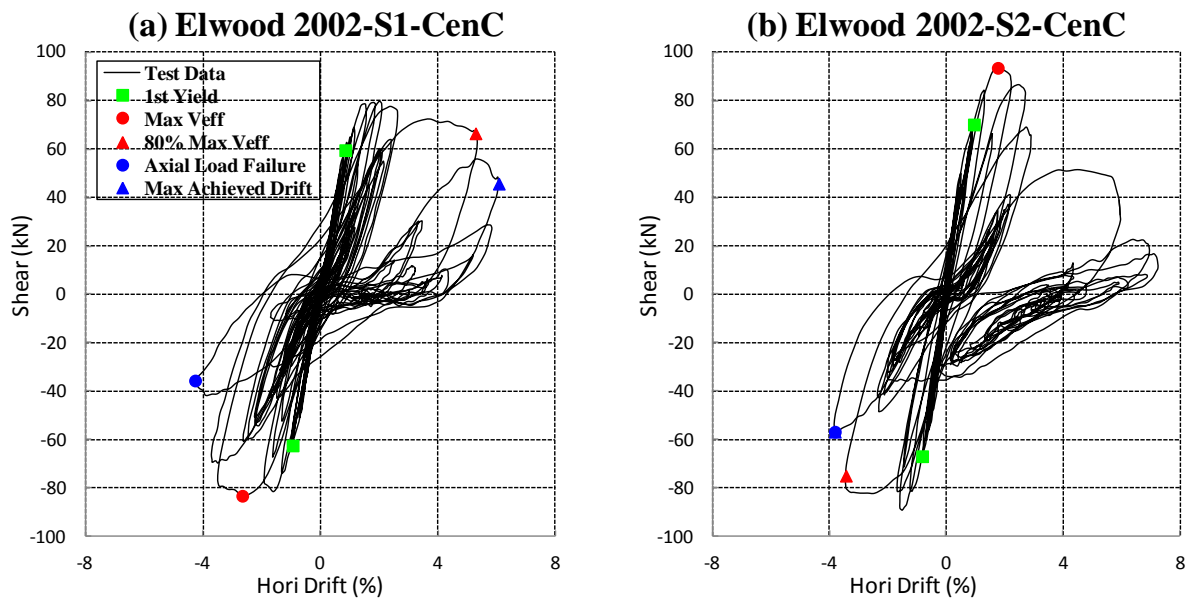 (a) Elwood 2002-S1-CenC
100
80
60
40
20
0
-20
-40
-60
-80
-100
Shear (kN)
Test Data
1st Yield
Max Veff
80% Max Veff
Axial Load Failure
Max Achieved Drift
-8 -4 0 4 8
Hori Drift (%)
(b) Elwood 2002-S2-CenC
100
80
60
40
20
0
-20
-40
-60
-80
-100
Shear (kN)
-8 -4 0 4 8
Hori Drift (%)